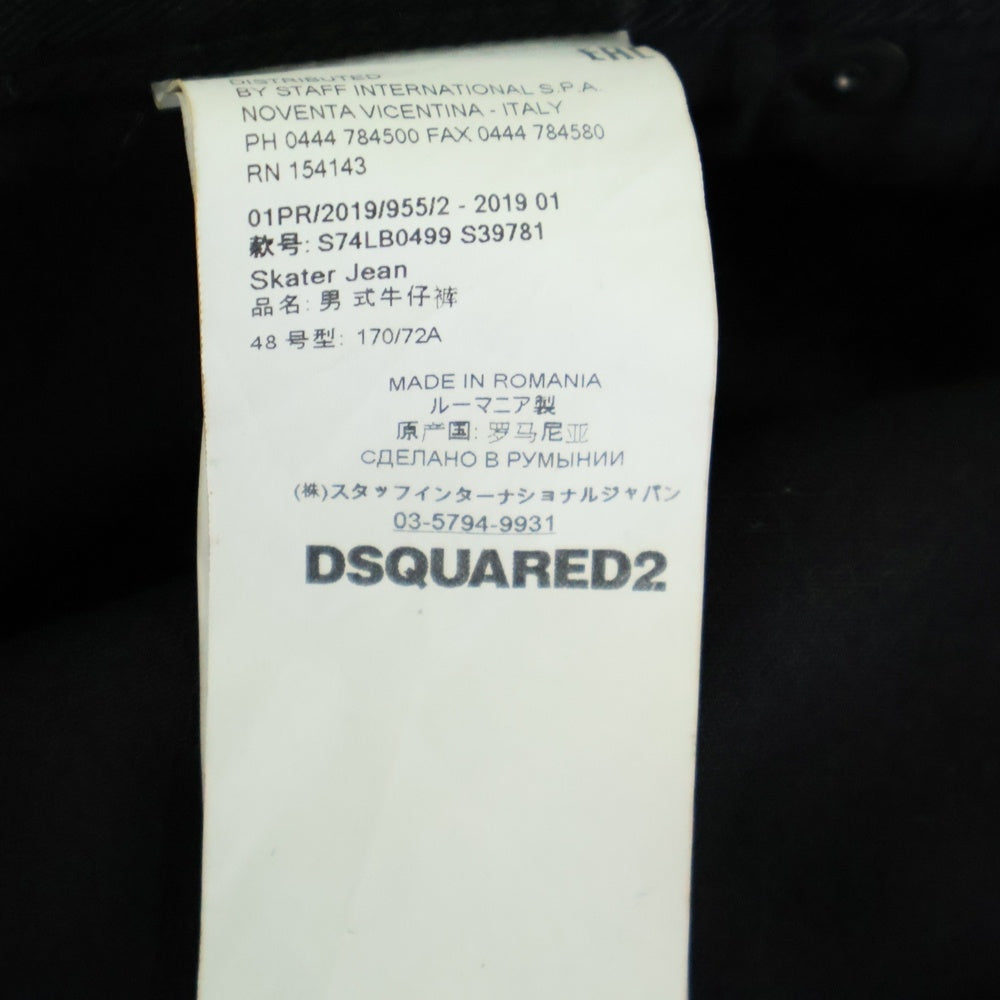 EAC
DISTRIBUTED
BY STAFF INTERNATIONAL S.P.A.
NOVENTA VICENTINA - ITALY
PH 0444 784500 FAX 0444 784580
RN 154143
01PR/2019/955/2 - 2019 01
款号: S74LB0499 S39781
Skater Jean
品名: 男式牛仔裤
48 号型: 170/72A
MADE IN ROMANIA
ルーマニア製
原产国: 罗马尼亚
СДЕЛАНО В РУМЫНИИ
(株)スタッフインターナショナルジャパン
03-5794-9931
DSQUARED2